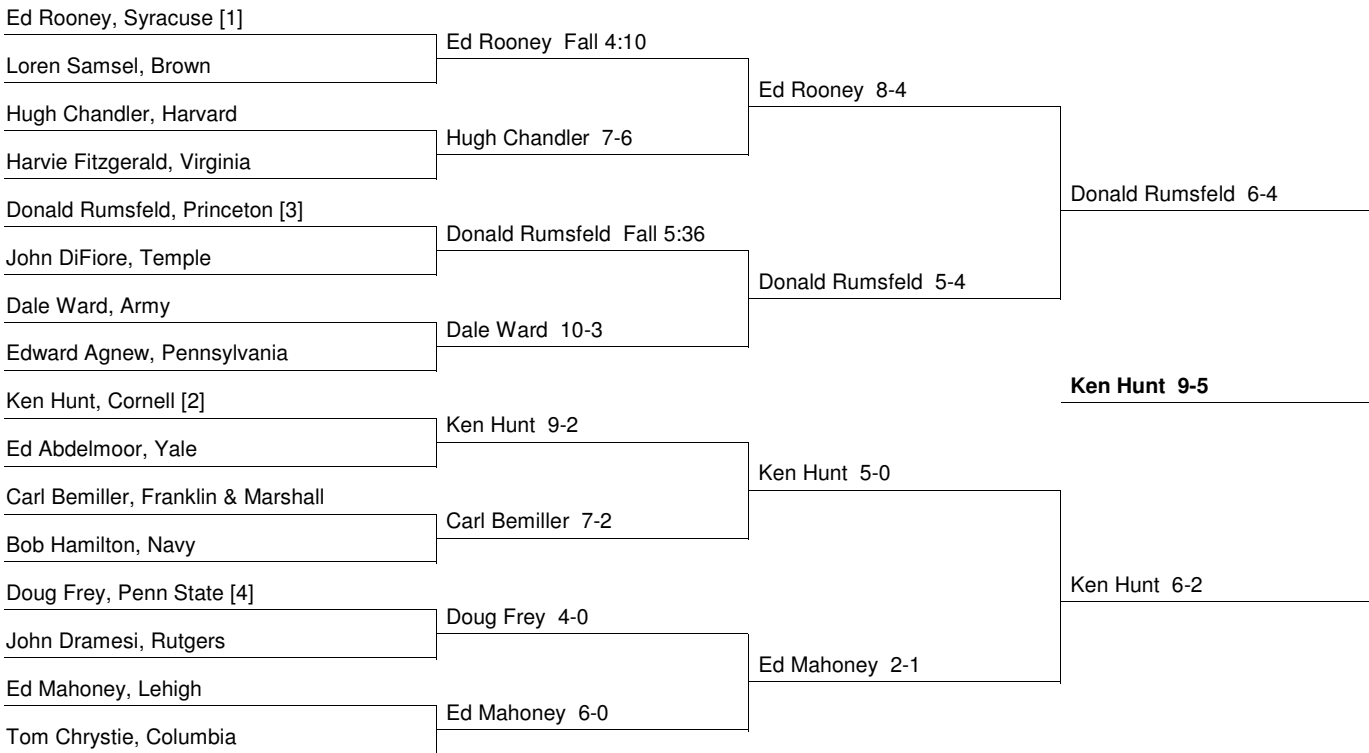 Ed Rooney, Syracuse [1]
Loren Samsel, Brown
Hugh Chandler, Harvard
Harvie Fitzgerald, Virginia
Donald Rumsfeld, Princeton [3]
John DiFiore, Temple
Dale Ward, Army
Edward Agnew, Pennsylvania
Ken Hunt, Cornell [2]
Ed Abdelmoor, Yale
Carl Bemiller, Franklin & Marshall
Bob Hamilton, Navy
Doug Frey, Penn State [4]
John Dramesi, Rutgers
Ed Mahoney, Lehigh
Tom Chrystie, Columbia
Ed Rooney Fall 4:10
Hugh Chandler 7-6
Donald Rumsfeld Fall 5:36
Dale Ward 10-3
Ken Hunt 9-2
Carl Bemiller 7-2
Doug Frey 4-0
Ed Mahoney 6-0
Ed Rooney 8-4
Donald Rumsfeld 5-4
Ken Hunt 5-0
Ed Mahoney 2-1
Donald Rumsfeld 6-4
Ken Hunt 9-5
Ken Hunt 6-2